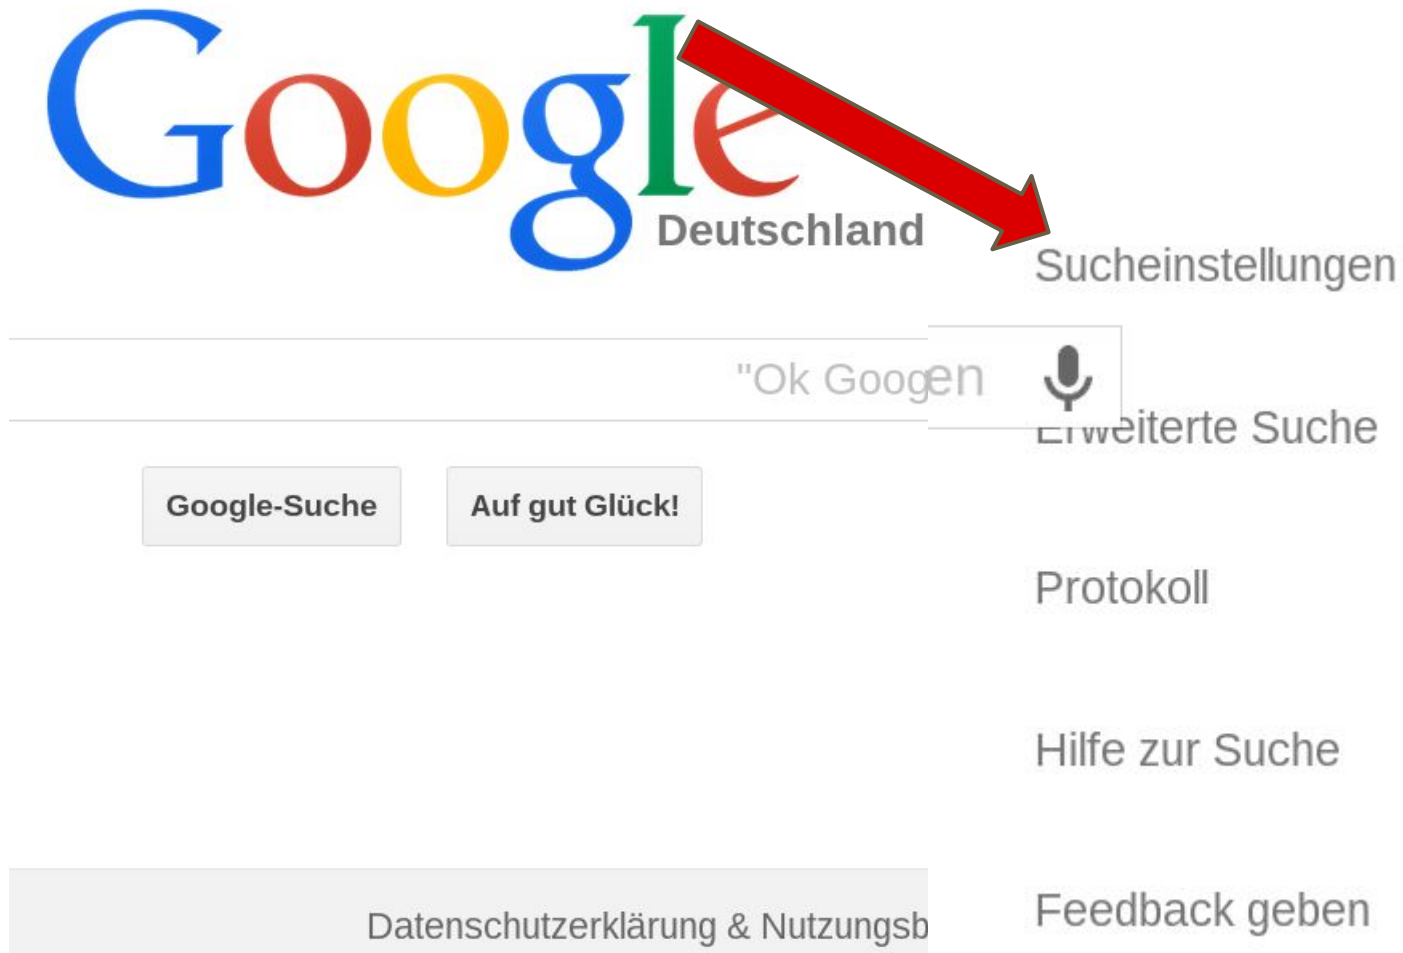 Google
Deutschland
Sucheinstellungen
"Ok Goog
en
Erweiterte Suche
Google-Suche
Auf gut Glück!
Protokoll
Hilfe zur Suche
Feedback geben
Datenschutzerklärung & Nutzungsb